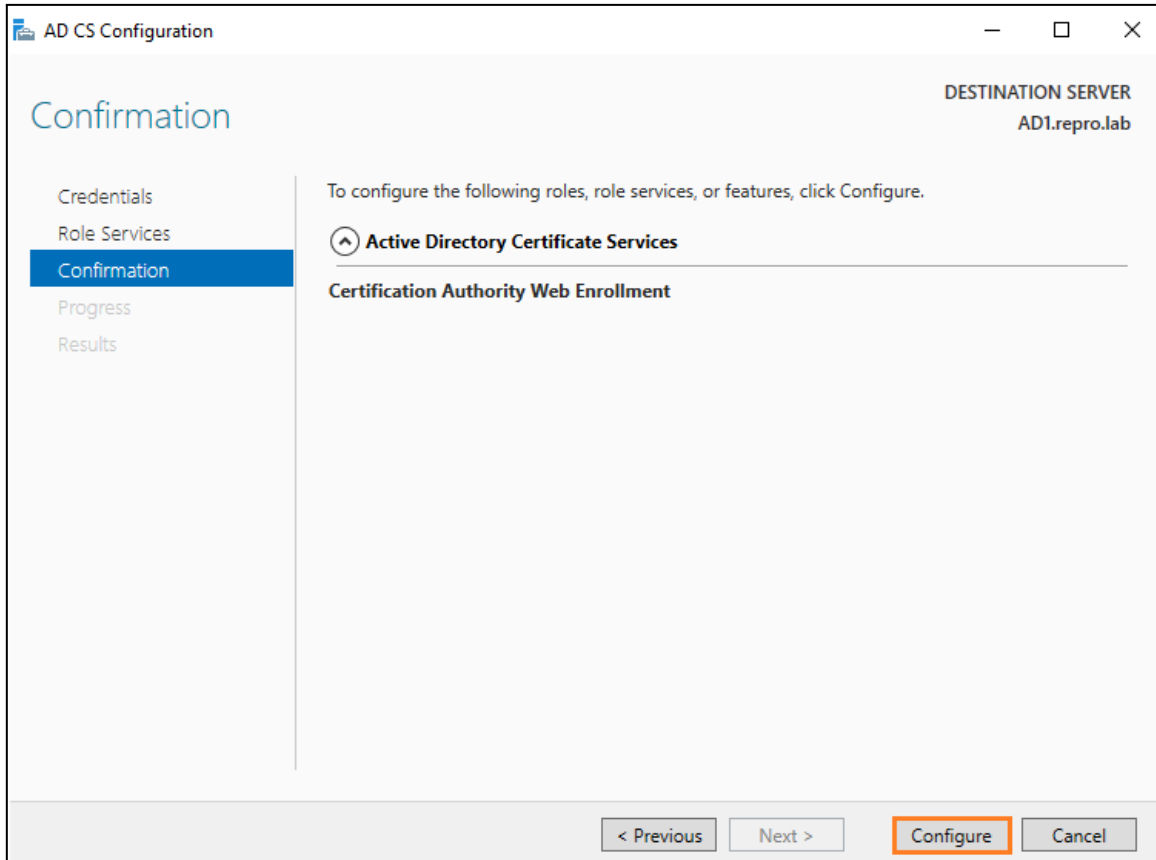 AD CS Configuration
DESTINATION SERVER
AD1.repro.lab
Confirmation
Credentials
Role Services
Confirmation
Progress
Results
To configure the following roles, role services, or features, click Configure.
Active Directory Certificate Services
Certification Authority Web Enrollment
< Previous
Next >
Configure
Cancel